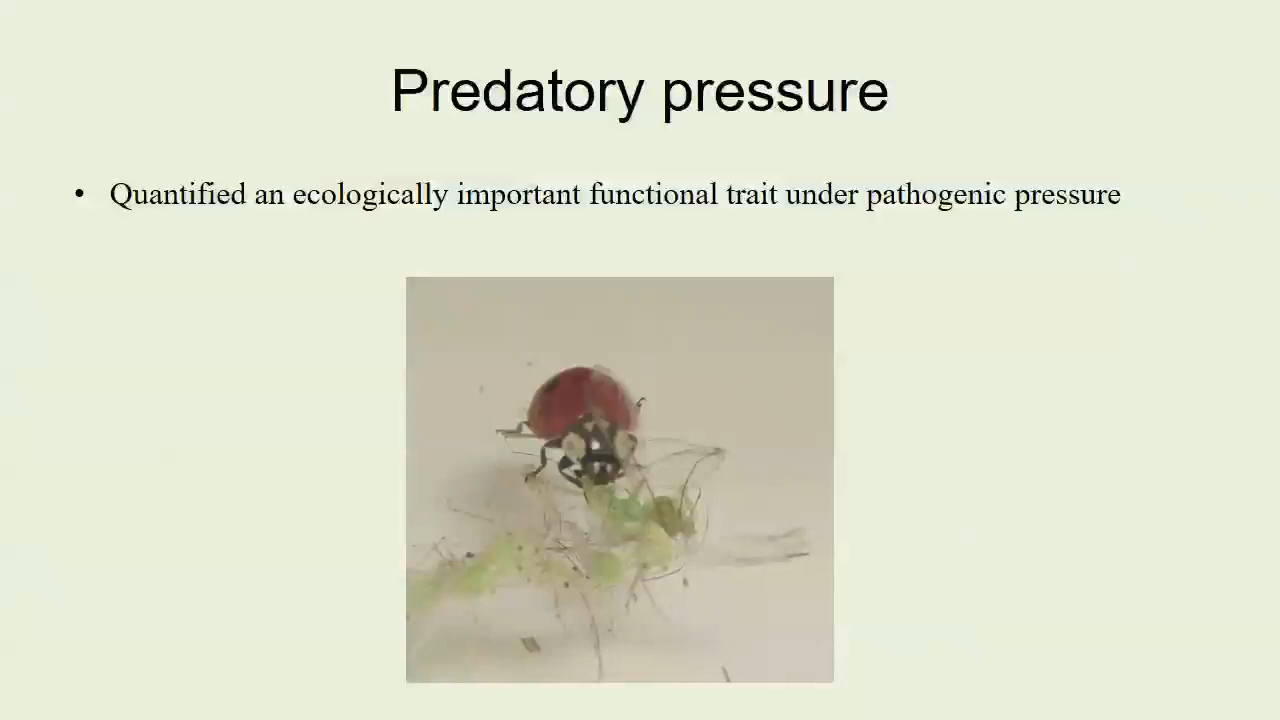 Predatory pressure
• Quantified an ecologically important functional trait under pathogenic pressure